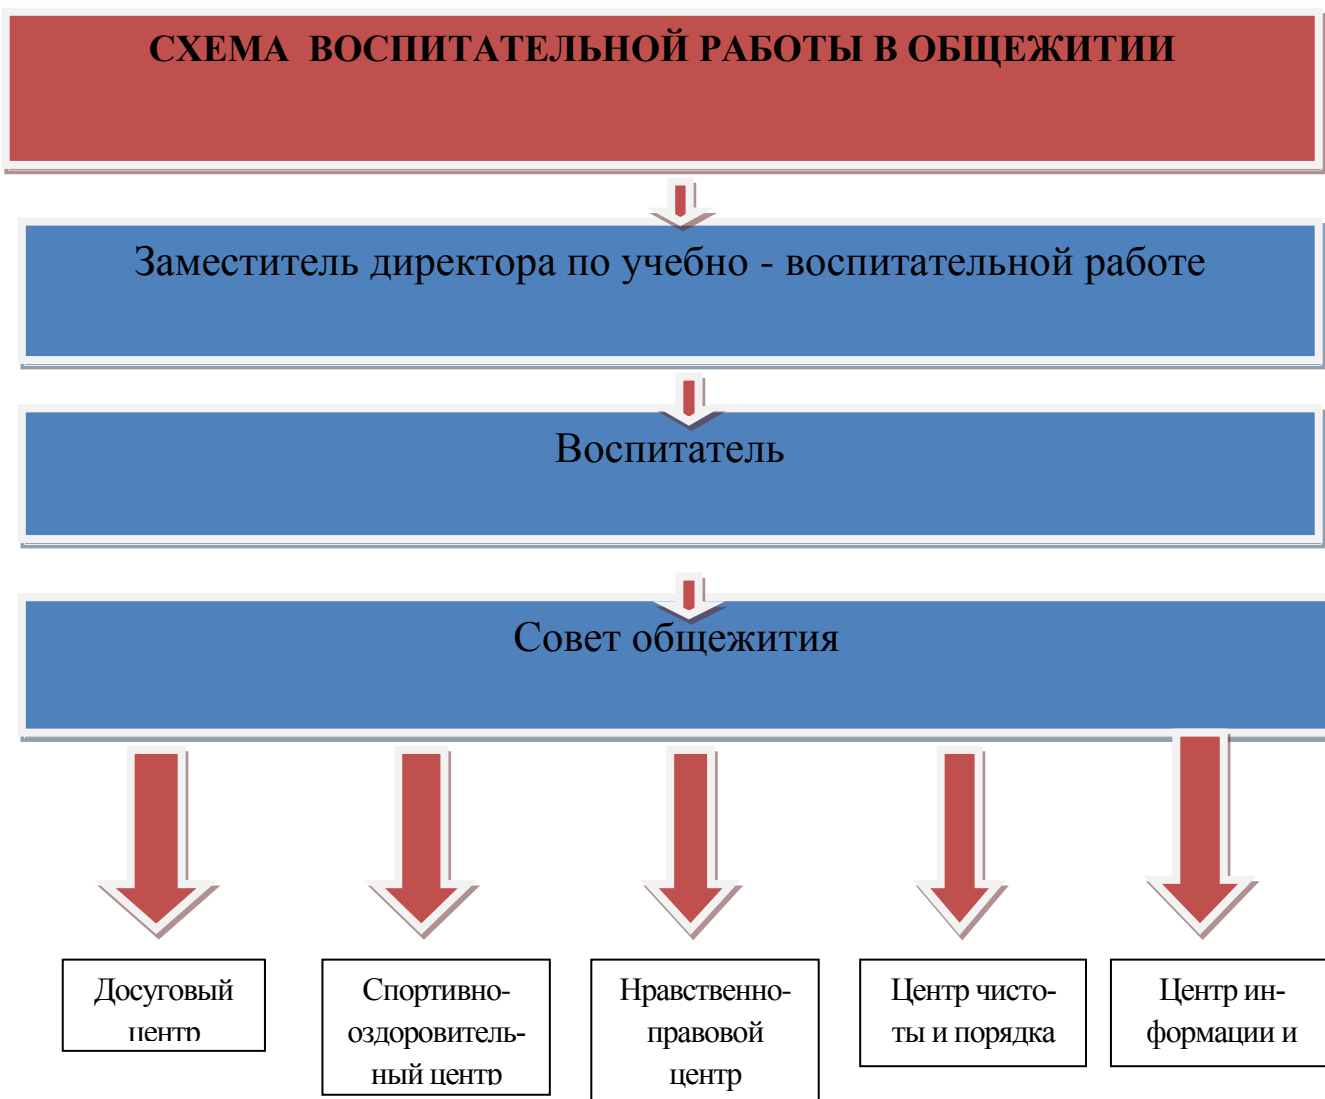 СХЕМА ВОСПИТАТЕЛЬНОЙ РАБОТЫ В ОБЩЕЖИТИИ
Заместитель директора по учебно - воспитательной работе
Воспитатель
Совет общежития
Досуговый
центр
Спортивно-
оздоровитель-
ный центр
Нравственно-
правовой
центр
Центр чисто-
ты и порядка
Центр ин-
формации и